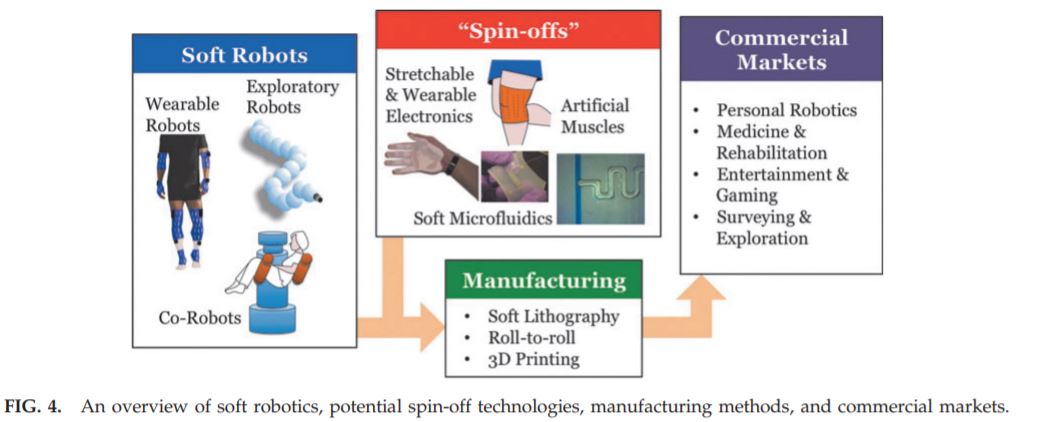 Soft Robots
Wearable
Robots
Exploratory
Robots
Co-Robots
“Spin-offs”
Stretchable
& Wearable
Electronics
Artificial
Muscles
Soft Microfluidics
Manufacturing
• Soft Lithography
• Roll-to-roll
• 3D Printing
Commercial
Markets
• Personal Robotics
• Medicine &
Rehabilitation
• Entertainment &
Gaming
• Surveying &
Exploration
FIG. 4. An overview of soft robotics, potential spin-off technologies, manufacturing methods, and commercial markets.